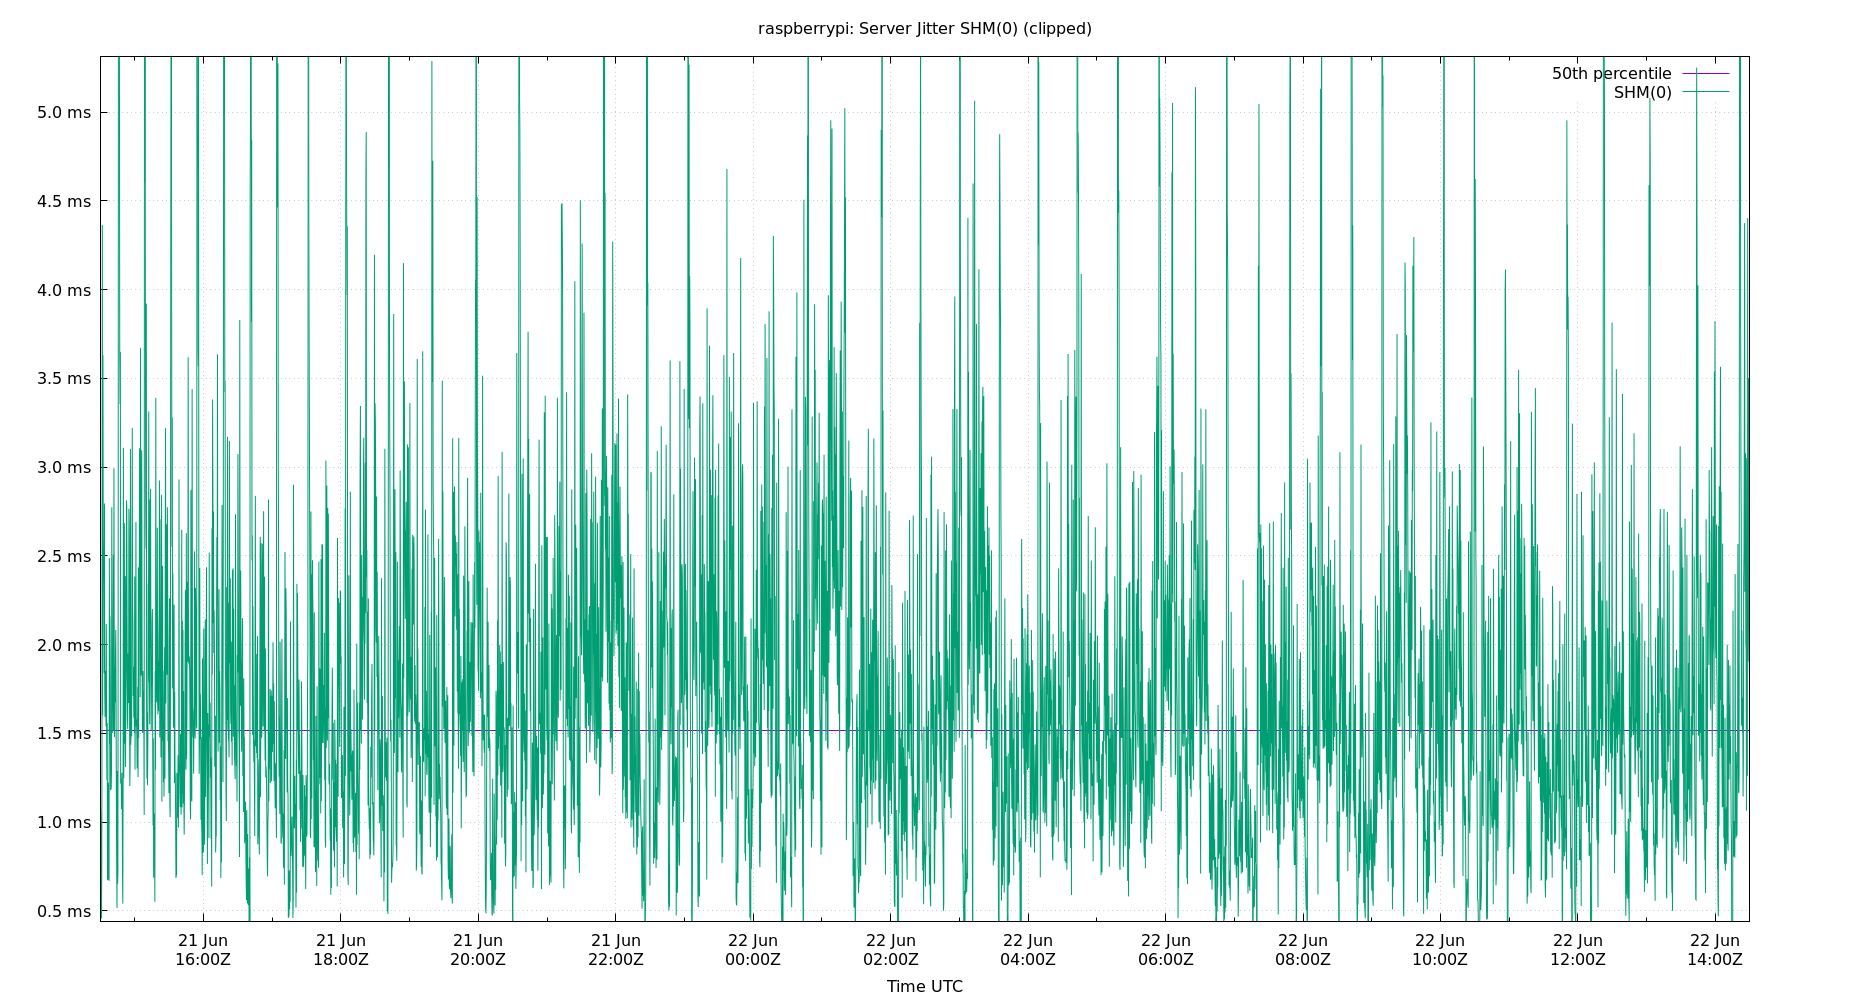 raspberrypi: Server Jitter SHM(0) (clipped)
50th percentile
SHM(0)
5.0 ms
4.5 ms
4.0 ms
3.5 ms
3.0 ms
2.5 ms
2.0 ms
1.5 ms
1.0 ms
0.5 ms
21 Jun 21 Jun 21 Jun 21 Jun 22 Jun 22 Jun 22 Jun 22 Jun 22 Jun 22 Jun 22 Jun 22 Jun
16:00Z 18:00Z 20:00Z 22:00Z 00:00Z 02:00Z 04:00Z 06:00Z 08:00Z 10:00Z 12:00Z 14:00Z
Time UTC